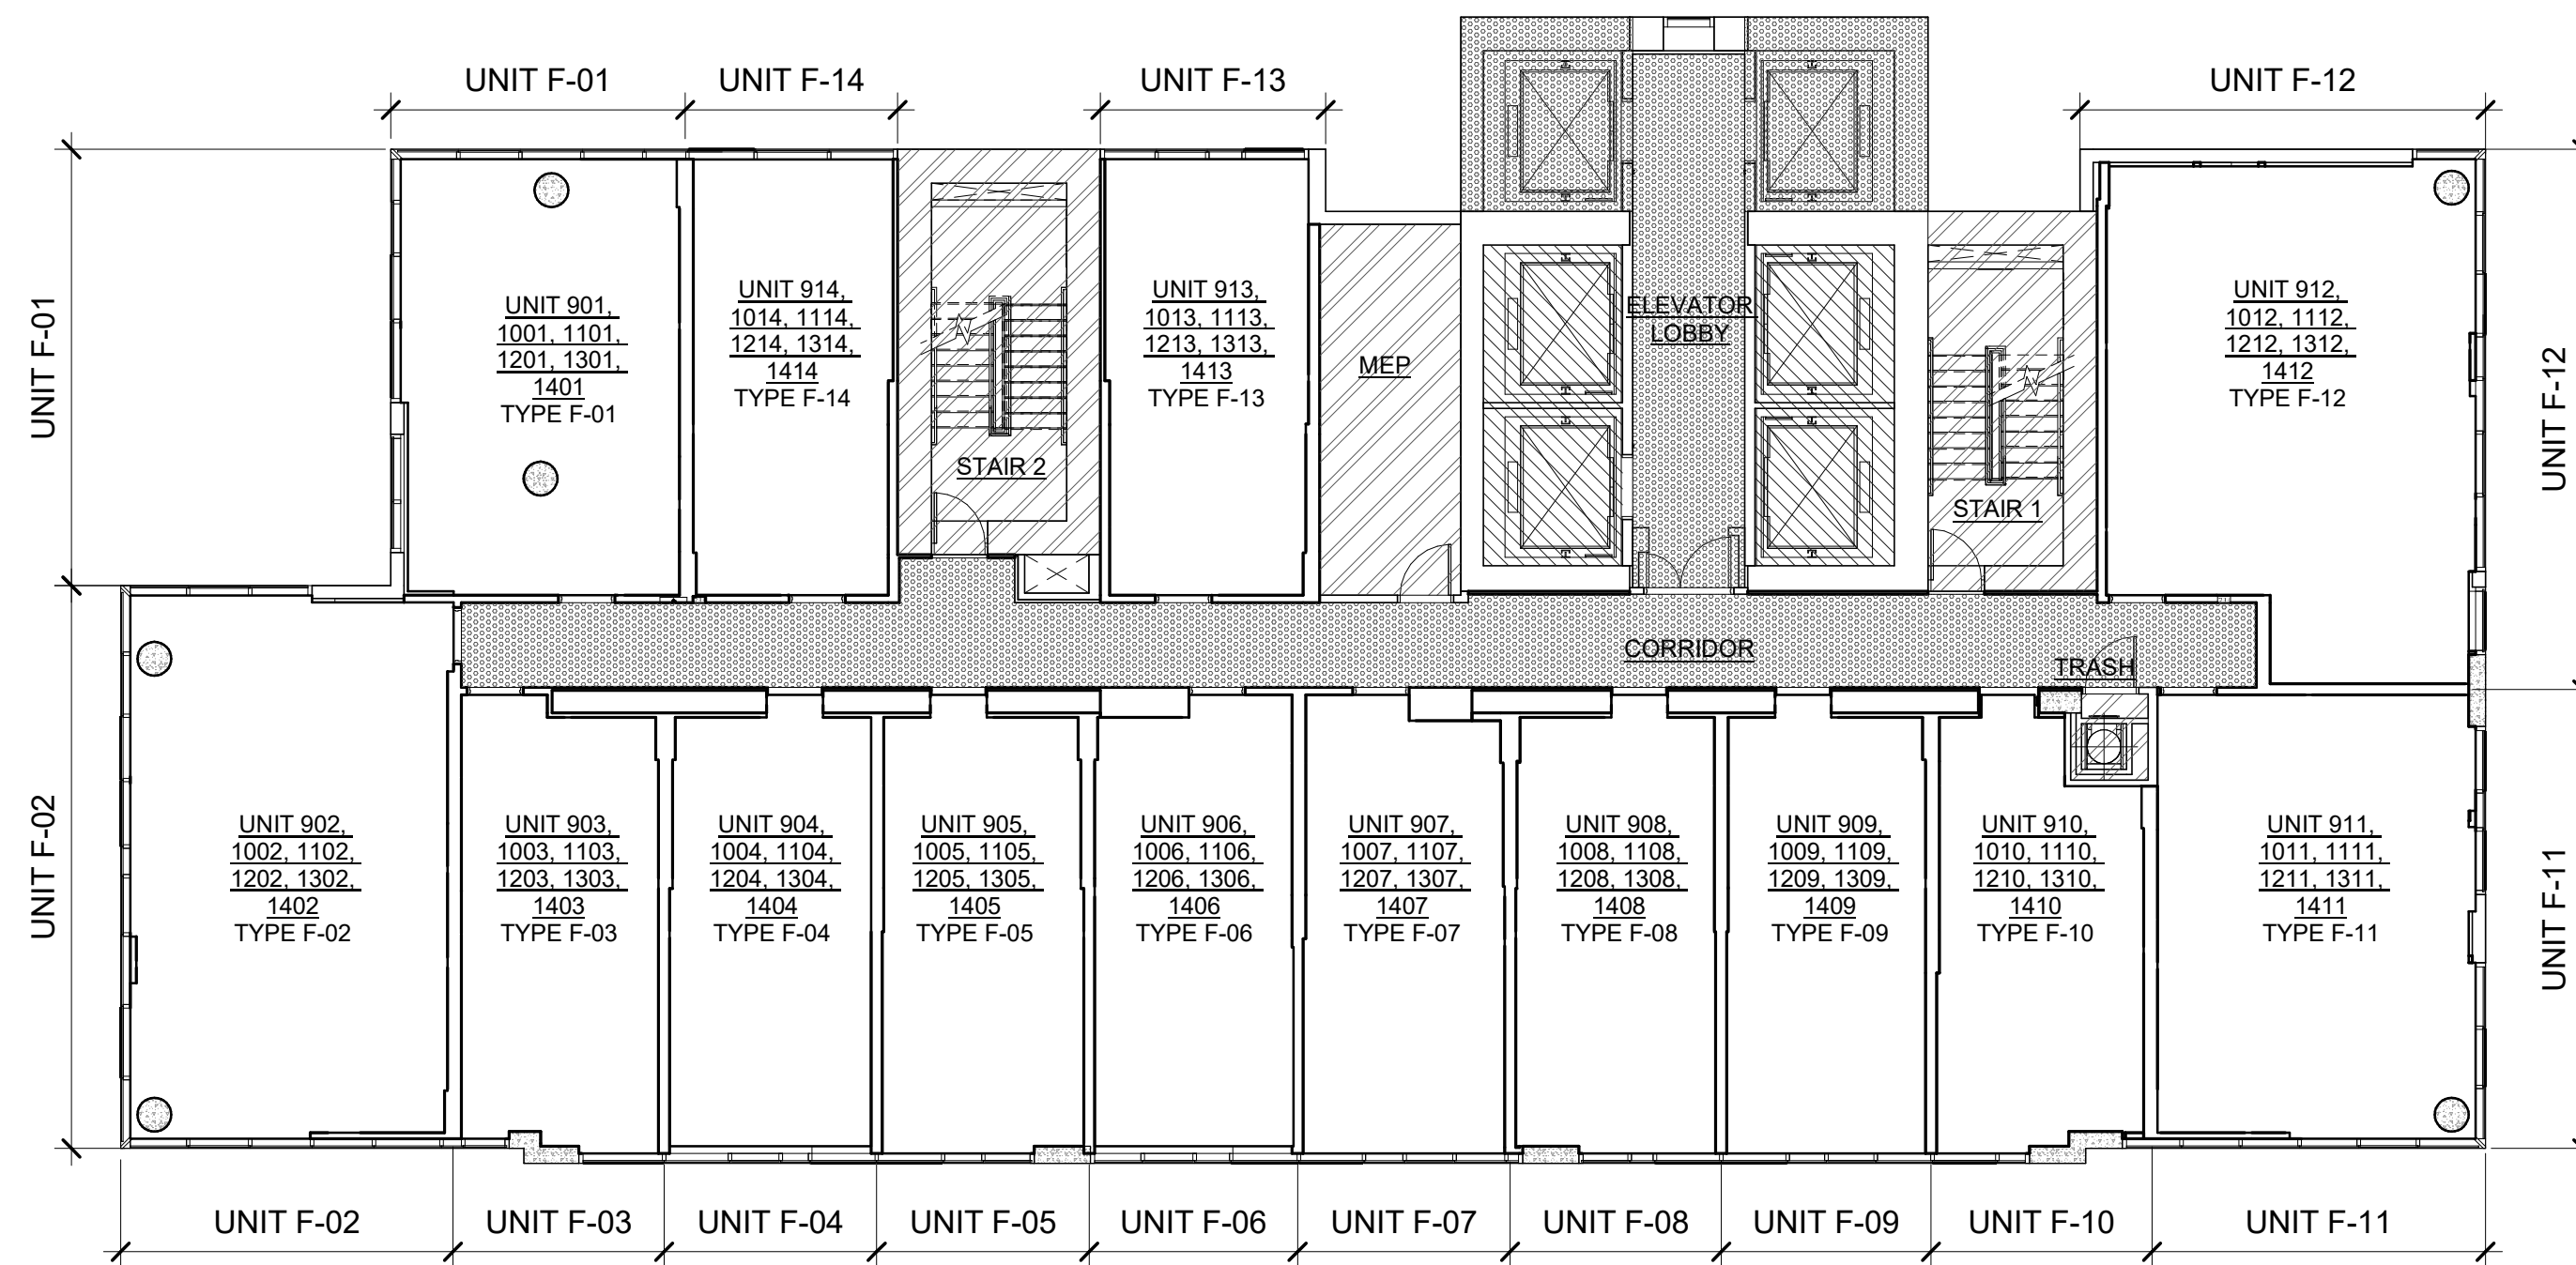 UNIT F-01
UNIT F-14
UNIT F-13
UNIT F-12
UNIT F-01
UNIT F-02
UNIT 901,
1001, 1101,
1201, 1301,
1401
TYPE F-01
UNIT 914,
1014, 1114,
1214, 1314,
1414
TYPE F-14
STAIR 2
UNIT 913,
1013, 1113,
1213, 1313,
1413
TYPE F-13
MEP
ELEVATOR
LOBBY
STAIR 1
UNIT 912,
1012, 1112,
1212, 1312,
1412
TYPE F-12
UNIT F-12
UNIT F-11
CORRIDOR
TRASH
UNIT 902,
1002, 1102,
1202, 1302,
1402
TYPE F-02
UNIT 903,
1003, 1103,
1203, 1303,
1403
TYPE F-03
UNIT 904,
1004, 1104,
1204, 1304,
1404
TYPE F-04
UNIT 905,
1005, 1105,
1205, 1305,
1405
TYPE F-05
UNIT 906,
1006, 1106,
1206, 1306,
1406
TYPE F-06
UNIT 907,
1007, 1107,
1207, 1307,
1407
TYPE F-07
UNIT 908,
1008, 1108,
1208, 1308,
1408
TYPE F-08
UNIT 909,
1009, 1109,
1209, 1309,
1409
TYPE F-09
UNIT 910,
1010, 1110,
1210, 1310,
1410
TYPE F-10
UNIT 911,
1011, 1111,
1211, 1311,
1411
TYPE F-11
UNIT F-02
UNIT F-03
UNIT F-04
UNIT F-05
UNIT F-06
UNIT F-07
UNIT F-08
UNIT F-09
UNIT F-10
UNIT F-11